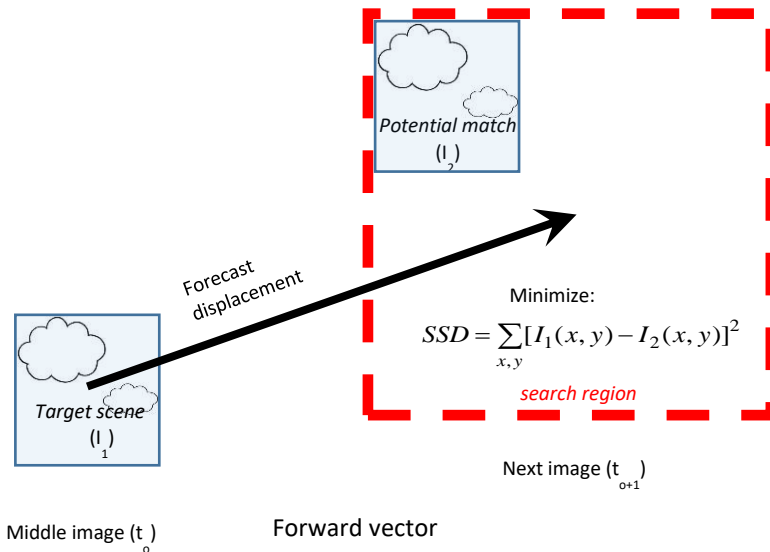 Potential match
(I₂)
Forecast
displacement
Minimize:
SSD = ∑ [I₁(x, y) − I₂(x, y)]²
x, y
search region
Target scene
(I₁)
Next image (tₒ₊₁)
Middle image (tₒ)
Forward vector